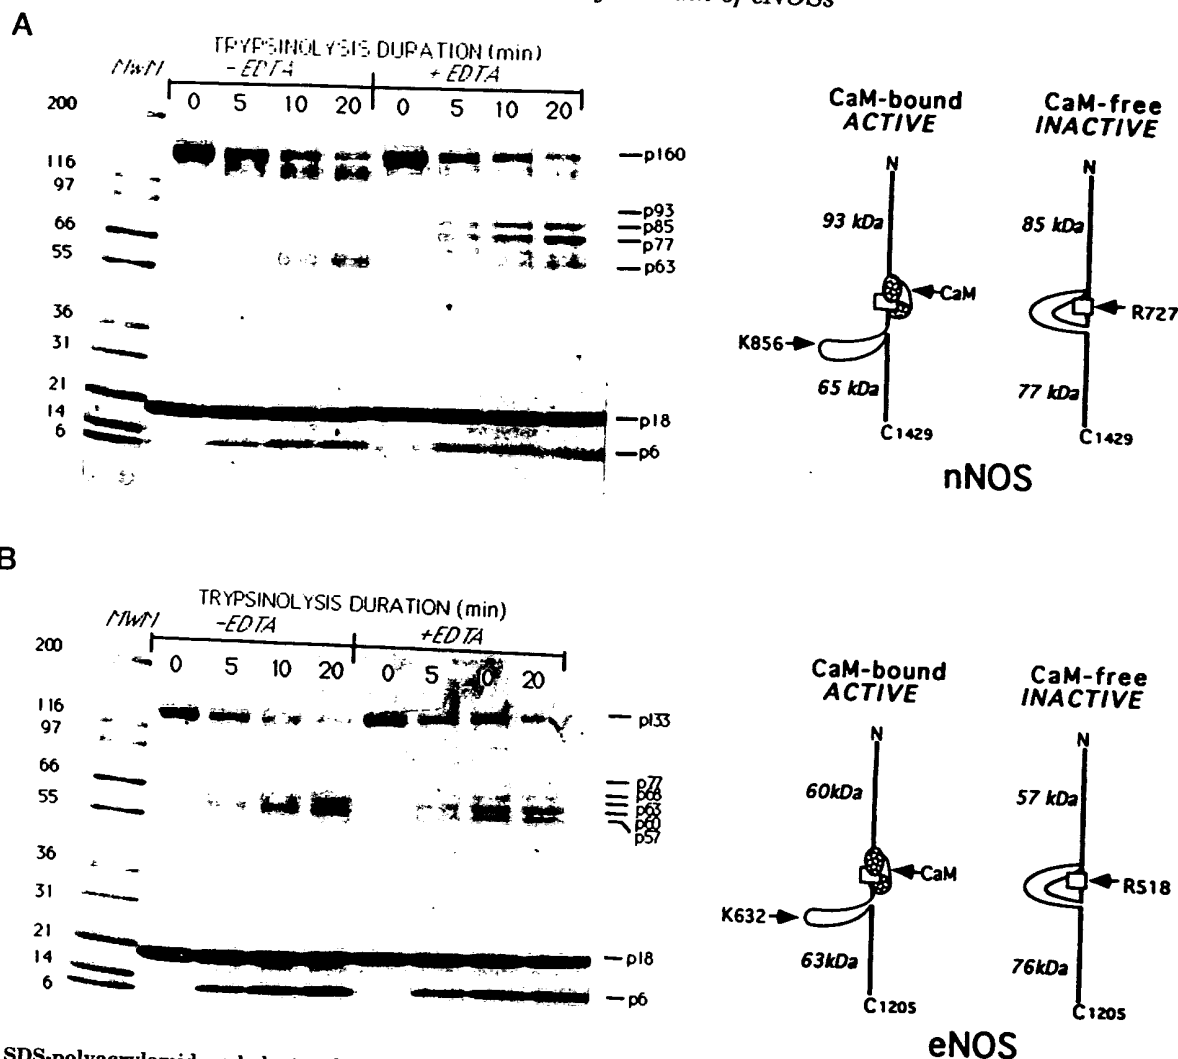 of eNOSs
A
TRYPSINOLYSIS DURATION (min)
MwM -EDTA +EDTA
0 5 10 20 0 5 10 20
200
116
97
66
55
36
31
21
14
6
p160
p93
p85
p77
p63
p18
p6
CaM-bound
ACTIVE
N
93 kDa
CaM
K856
65 kDa
C1429
CaM-free
INACTIVE
N
85 kDa
R727
77 kDa
C1429
nNOS
B
TRYPSINOLYSIS DURATION (min)
MwM -EDTA +EDTA
0 5 10 20 0 5 10 20
200
116
97
66
55
36
31
21
14
6
p133
p77
p68
p63
p60
p57
p18
p6
CaM-bound
ACTIVE
N
60kDa
CaM
K632
63kDa
C1205
CaM-free
INACTIVE
N
57 kDa
R518
76kDa
C1205
eNOS
SDS-polyacrylamid